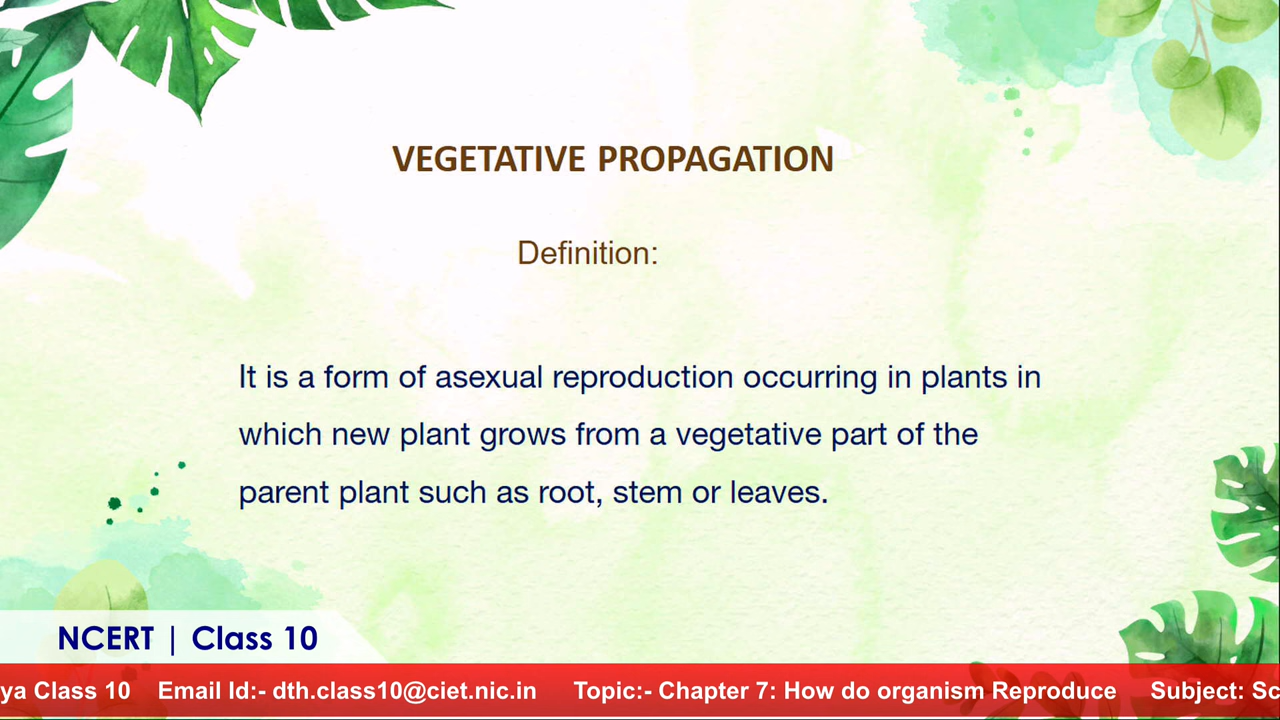 VEGETATIVE PROPAGATION
Definition:
It is a form of asexual reproduction occurring in plants in
which new plant grows from a vegetative part of the
parent plant such as root, stem or leaves.
NCERT | Class 10
ya Class 10 Email Id:- dth.class10@ciet.nic.in Topic:- Chapter 7: How do organism Reproduce Subject: Sc